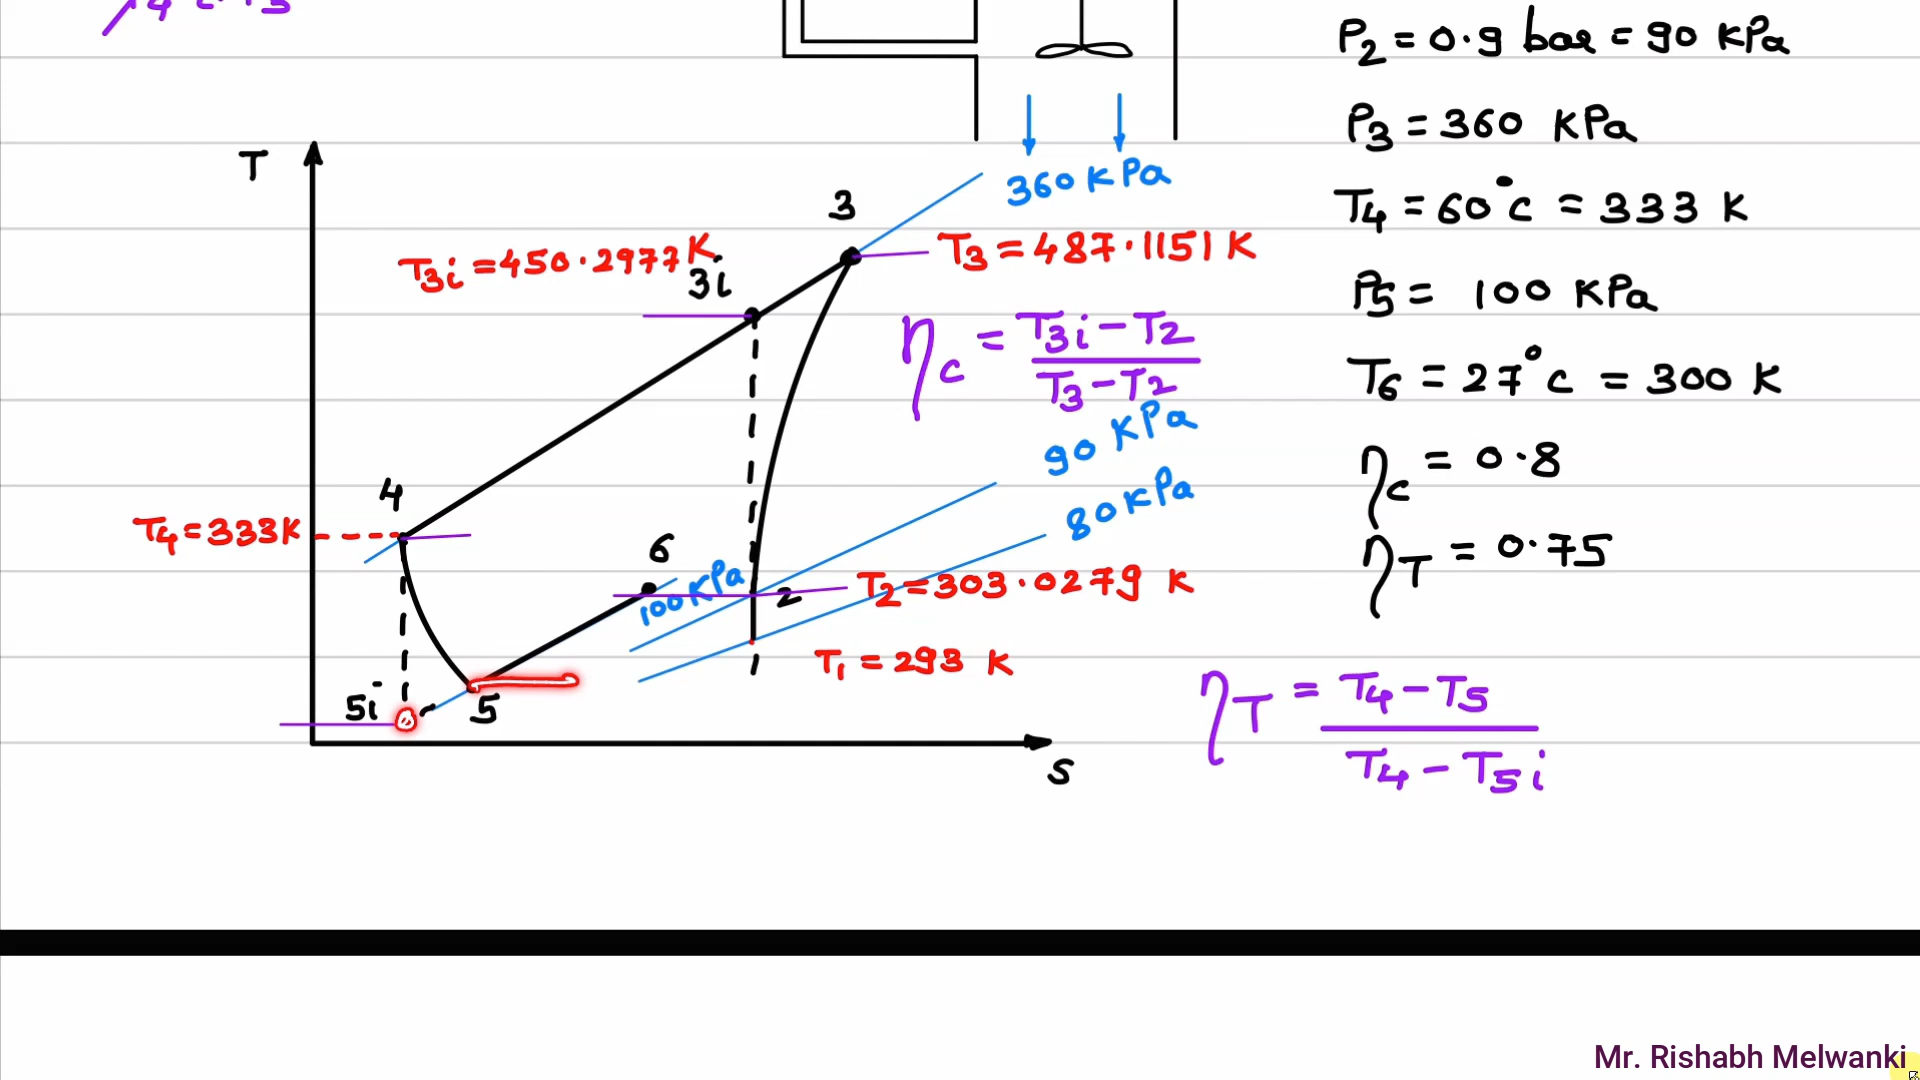 P2 = 0.9 bar = 90 KPa
P3 = 360 KPa
T4 = 60°C = 333 K
P5 = 100 KPa
T6 = 27°C = 300 K
ηc = 0.8
ηT = 0.75
T
360 KPa
3
T3i = 450.2977 K
3i
T3 = 487.1151 K
ηc = T3i - T2
T3 - T2
90 KPa
80 KPa
4
T4 = 333K
6
100 KPa
2
T2 = 303.0279 K
T1 = 293 K
5i
5
S
ηT = T4 - T5
T4 - T5i
Mr. Rishabh Melwanki